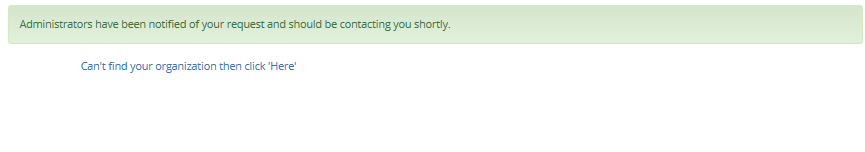 Administrators have been notified of your request and should be contacting you shortly.
Can't find your organization then click 'Here'